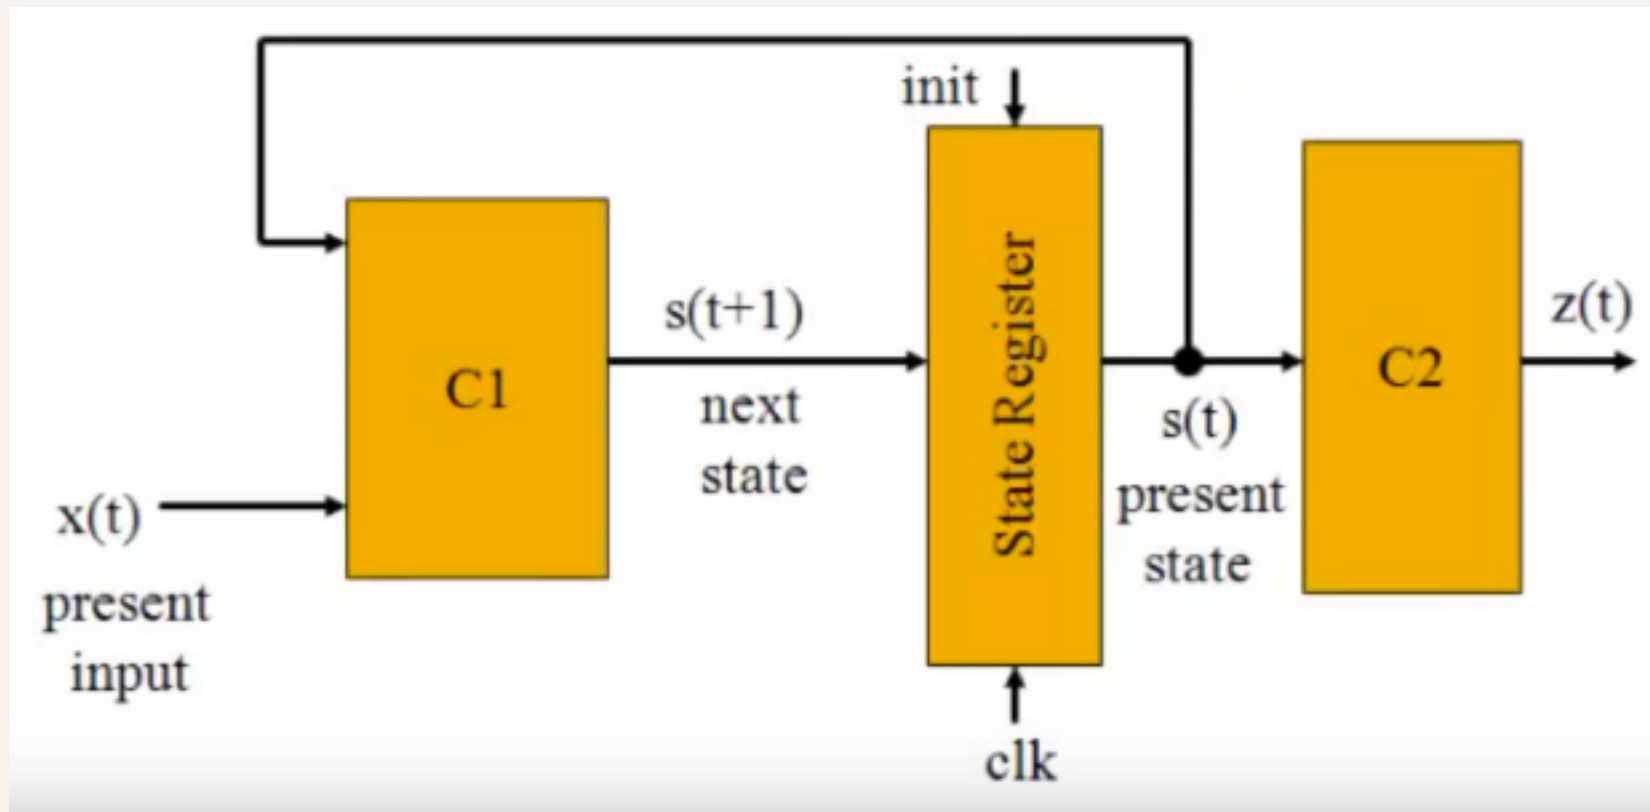 init
s(t+1)
next
state
C1
State Register
s(t)
present
state
C2
z(t)
x(t)
present
input
clk